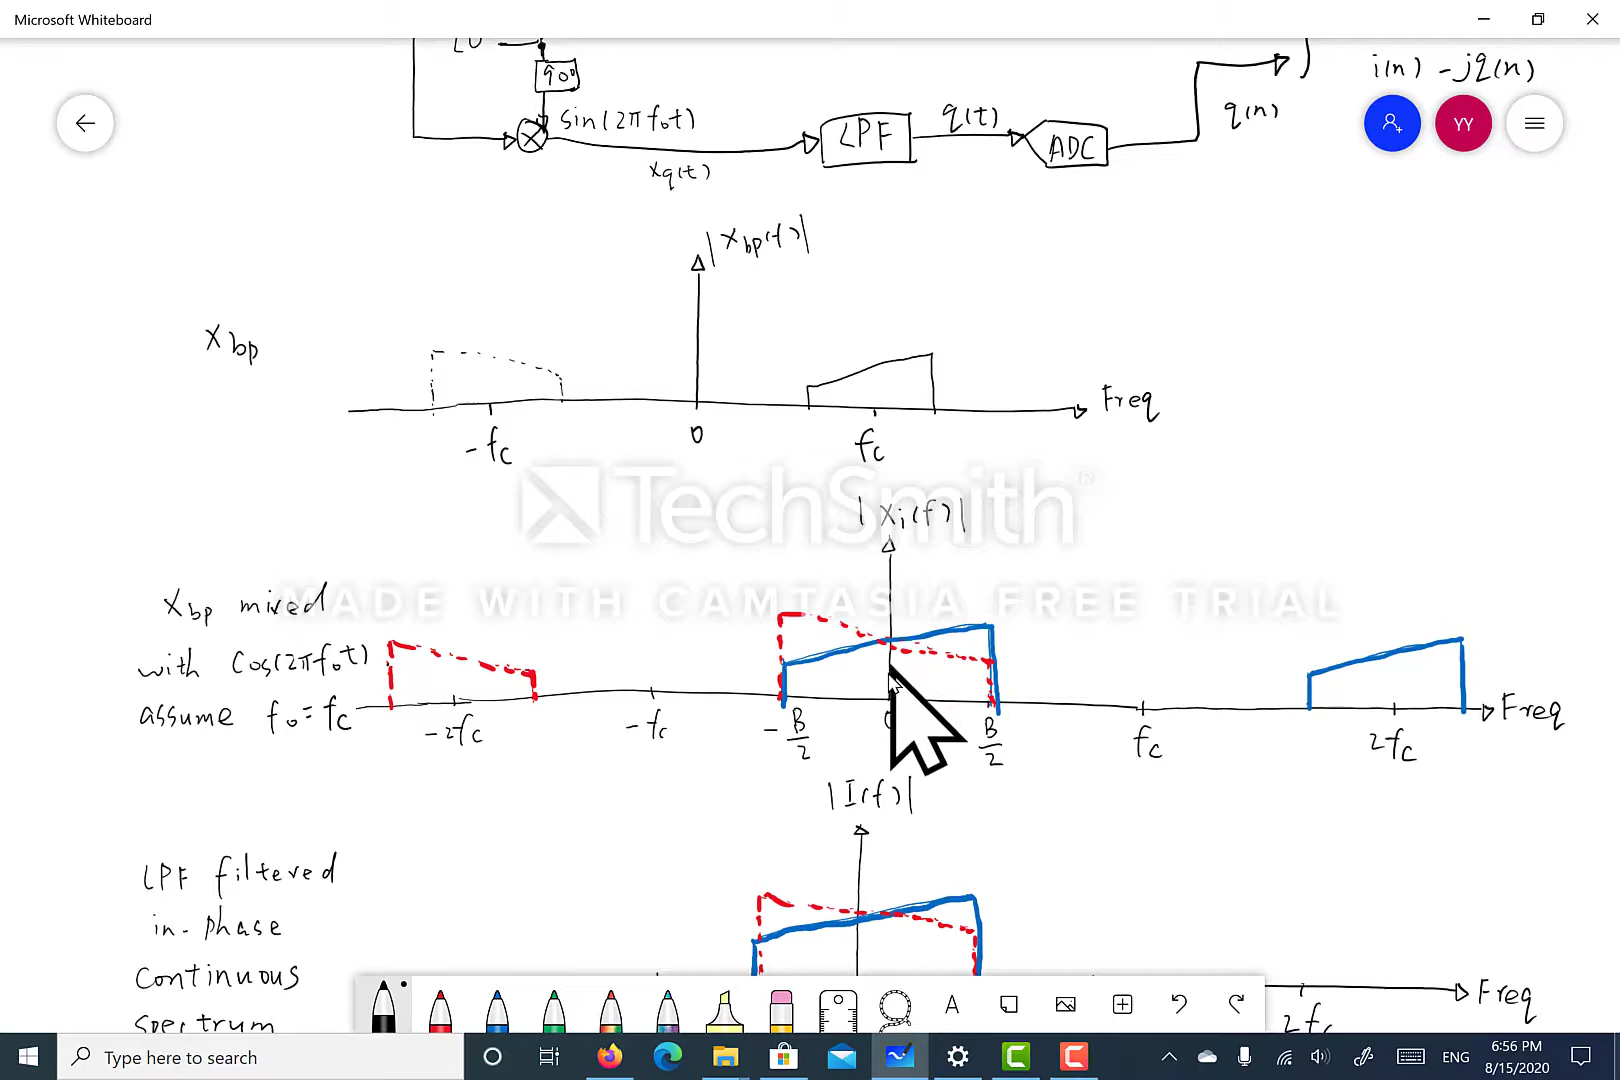 Microsoft Whiteboard
LO
90°
sin(2πf₀t)
xq(t)
LPF
q(t)
ADC
q(n)
i(n) - jq(n)
YY
|Xbp(f)|
Xbp
-fc
0
fc
Freq
TechSmith®
MADE WITH CAMTASIA FREE TRIAL
|Xi(f)|
Xbp mixed
with Cos(2πf₀t)
assume f₀=fc
-2fc
-fc
-B/2
0
B/2
fc
2fc
Freq
|I(f)|
LPF filtered
in-phase
continuous
spectrum
2fc
Freq
A
Type here to search
ENG
6:56 PM
8/15/2020